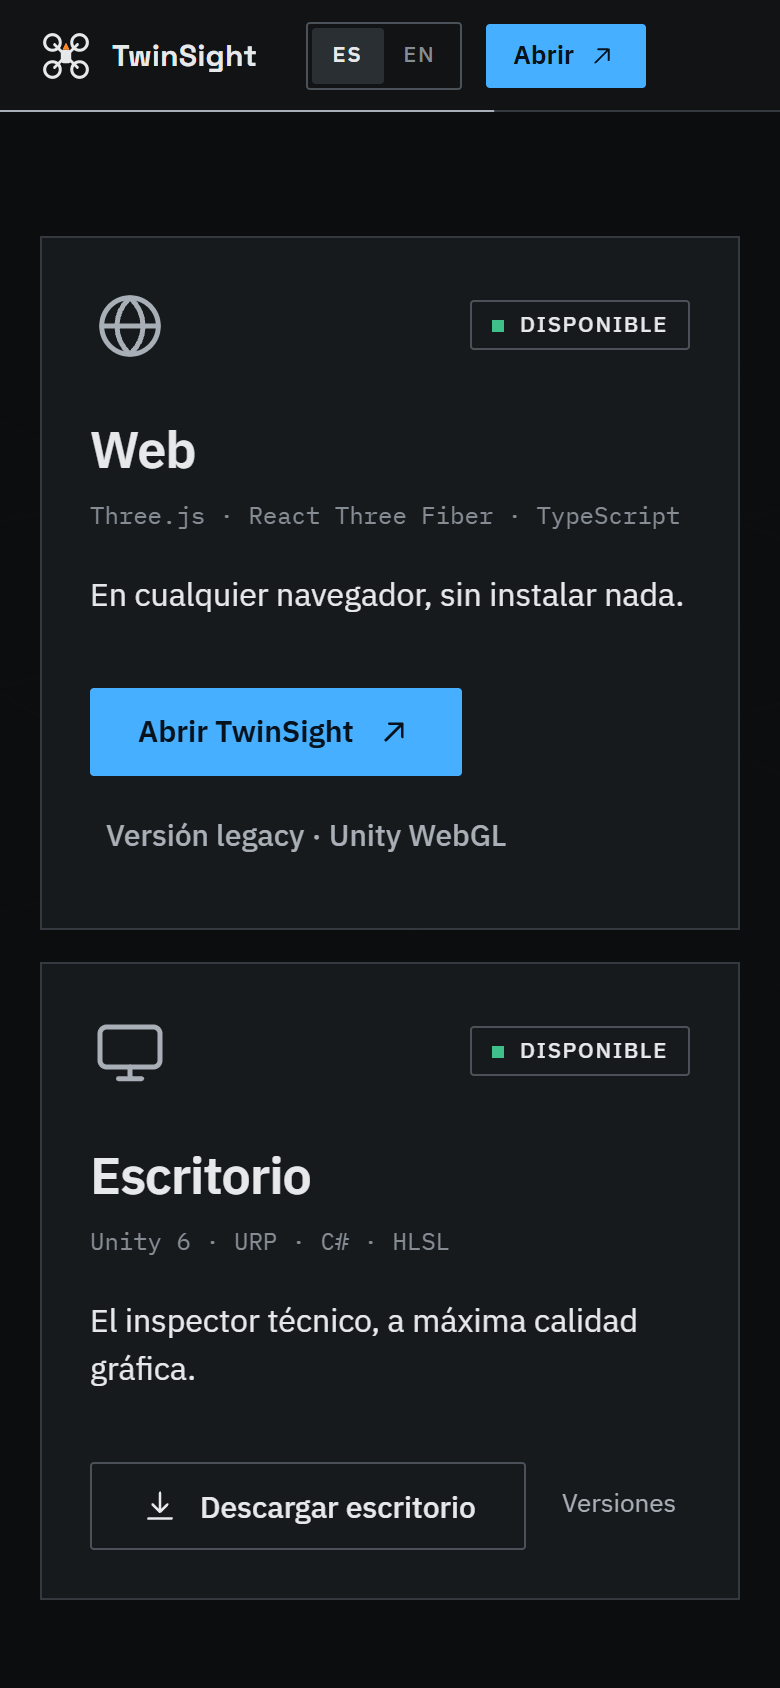 TwinSight
ES
EN
Abrir
DISPONIBLE
Web
Three.js · React Three Fiber · TypeScript
En cualquier navegador, sin instalar nada.
Abrir TwinSight
Versión legacy · Unity WebGL
DISPONIBLE
Escritorio
Unity 6 · URP · C# · HLSL
El inspector técnico, a máxima calidad
gráfica.
Descargar escritorio
Versiones